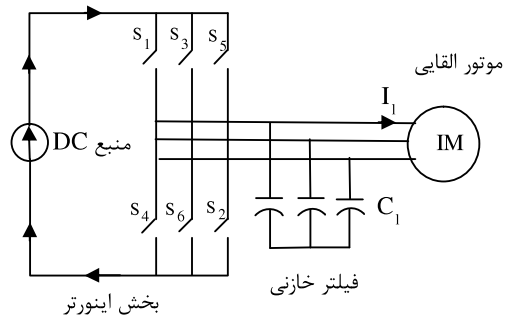 S1 S3 S5
موتور القایی
I1
منبع DC
IM
S4 S6 S2
C1
فیلتر خازنی
بخش اینورتر